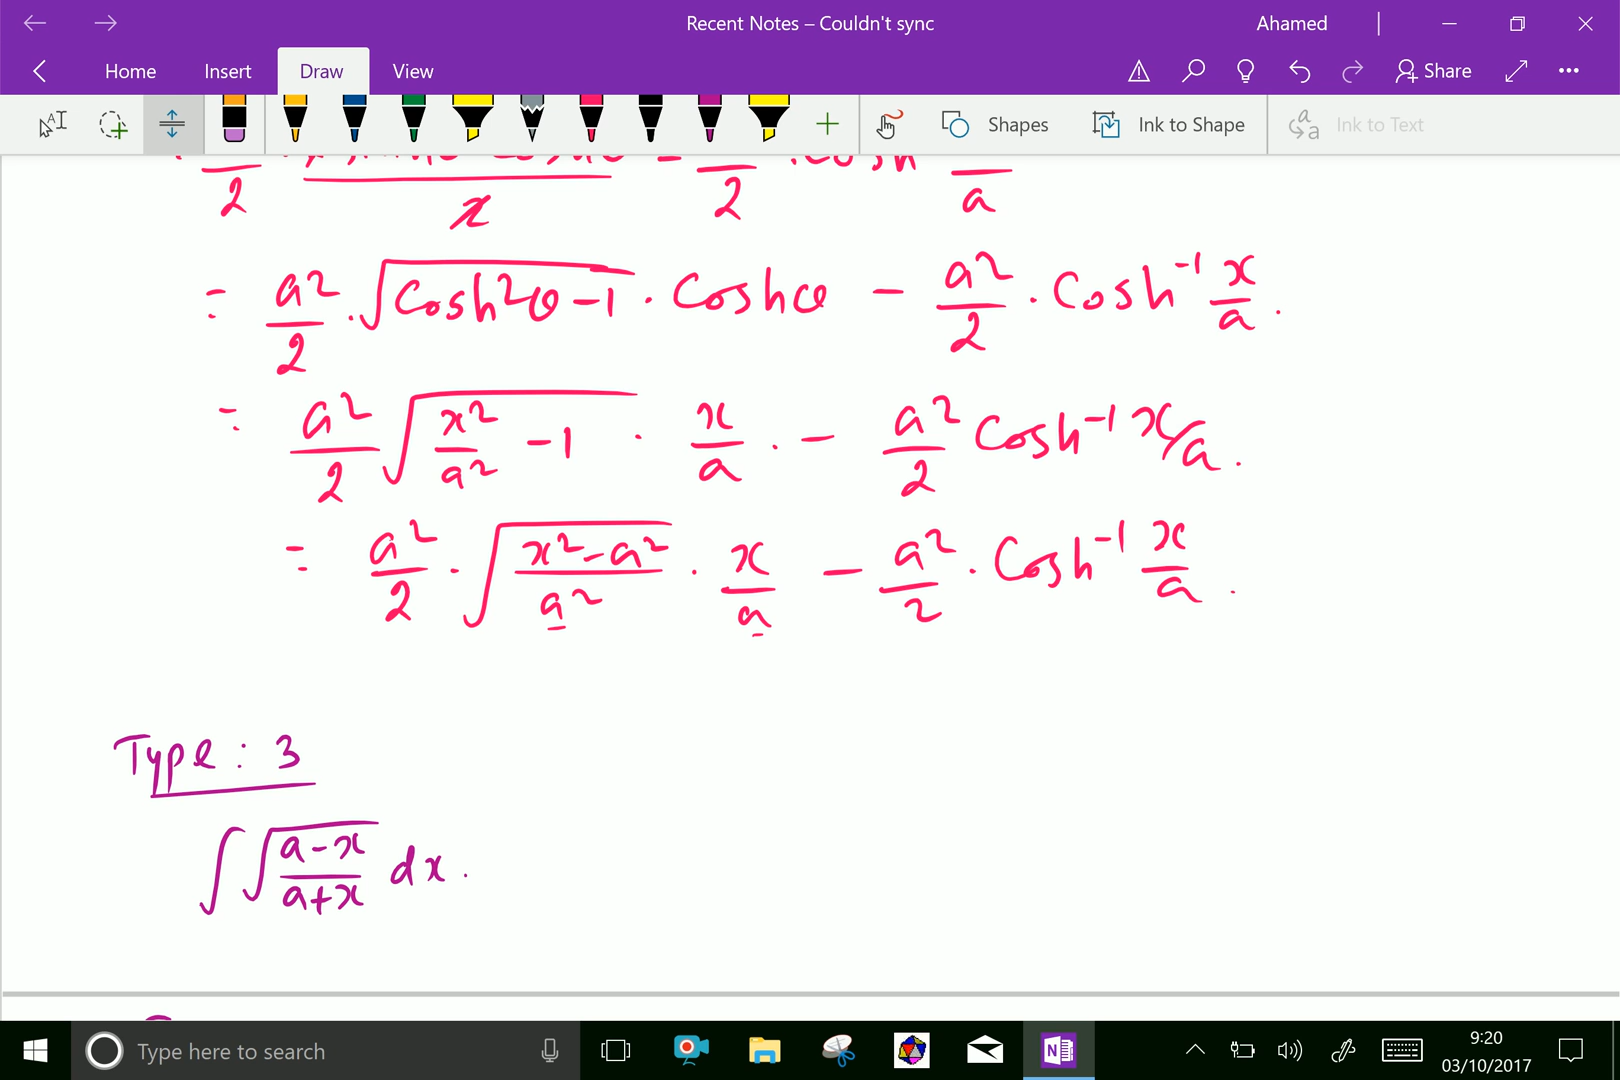 Recent Notes – Couldn't sync
Ahamed
Home Insert Draw View Share
Shapes Ink to Shape Ink to Text
2 x 2 a
= a²/2 · √(Cosh²θ-1) · Coshθ - a²/2 · Cosh⁻¹ x/a .
= a²/2 √(x²/a² - 1) · x/a · - a²/2 Cosh⁻¹ x/a .
= a²/2 · √((x²-a²)/a²) · x/a - a²/2 · Cosh⁻¹ x/a .
Type : 3
∫ √((a-x)/(a+x)) dx .
Type here to search
9:20
03/10/2017